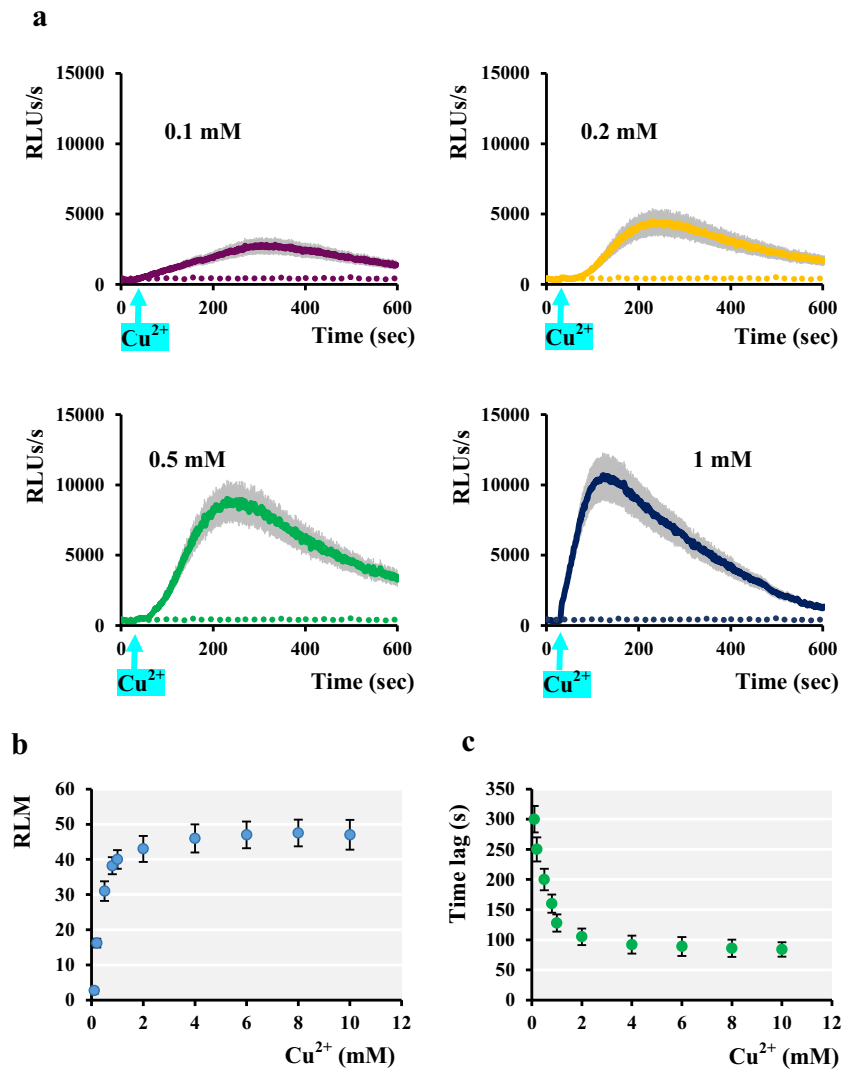 a
RLUs/s
15000
10000
5000
0
0.1 mM
0 200 400 600
Cu²⁺
Time (sec)
RLUs/s
15000
10000
5000
0
0.2 mM
0 200 400 600
Cu²⁺
Time (sec)
RLUs/s
15000
10000
5000
0
0.5 mM
0 200 400 600
Cu²⁺
Time (sec)
RLUs/s
15000
10000
5000
0
1 mM
0 200 400 600
Cu²⁺
Time (sec)
b
RLM
60
50
40
30
20
10
0
0 2 4 6 8 10 12
Cu²⁺ (mM)
c
Time lag (s)
350
300
250
200
150
100
50
0
0 2 4 6 8 10 12
Cu²⁺ (mM)